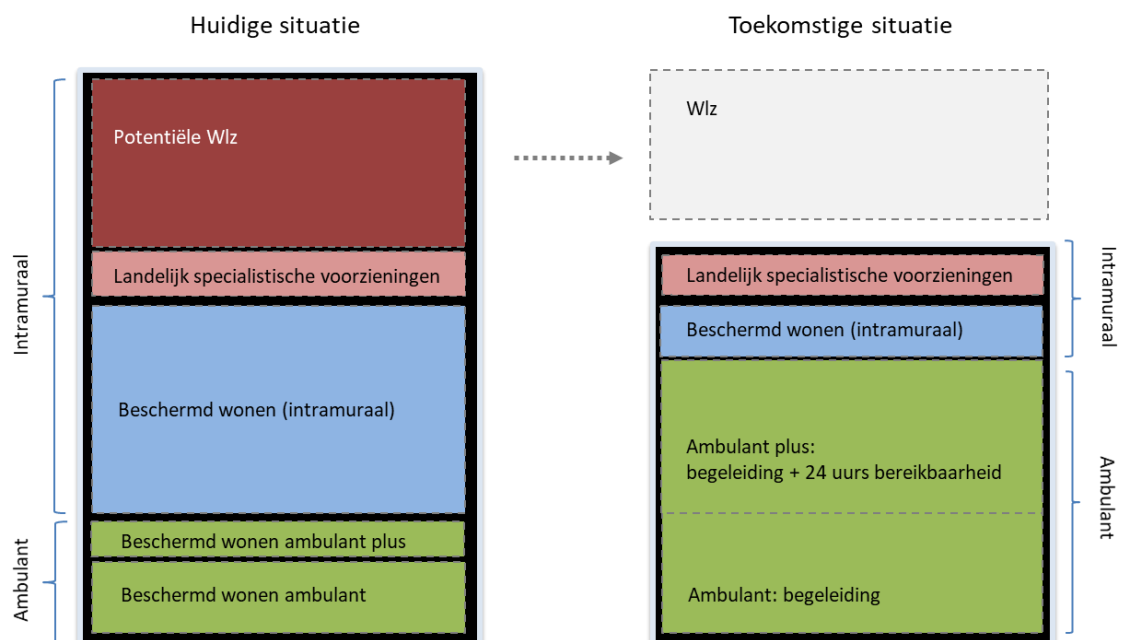 Huidige situatie
Intramuraal
Potentiële Wlz
Landelijk specialistische voorzieningen
Beschermd wonen (intramuraal)
Ambulant
Beschermd wonen ambulant plus
Beschermd wonen ambulant
Toekomstige situatie
Wlz
Landelijk specialistische voorzieningen
Beschermd wonen (intramuraal)
Intramuraal
Ambulant plus:
begeleiding + 24 uurs bereikbaarheid
Ambulant: begeleiding
Ambulant